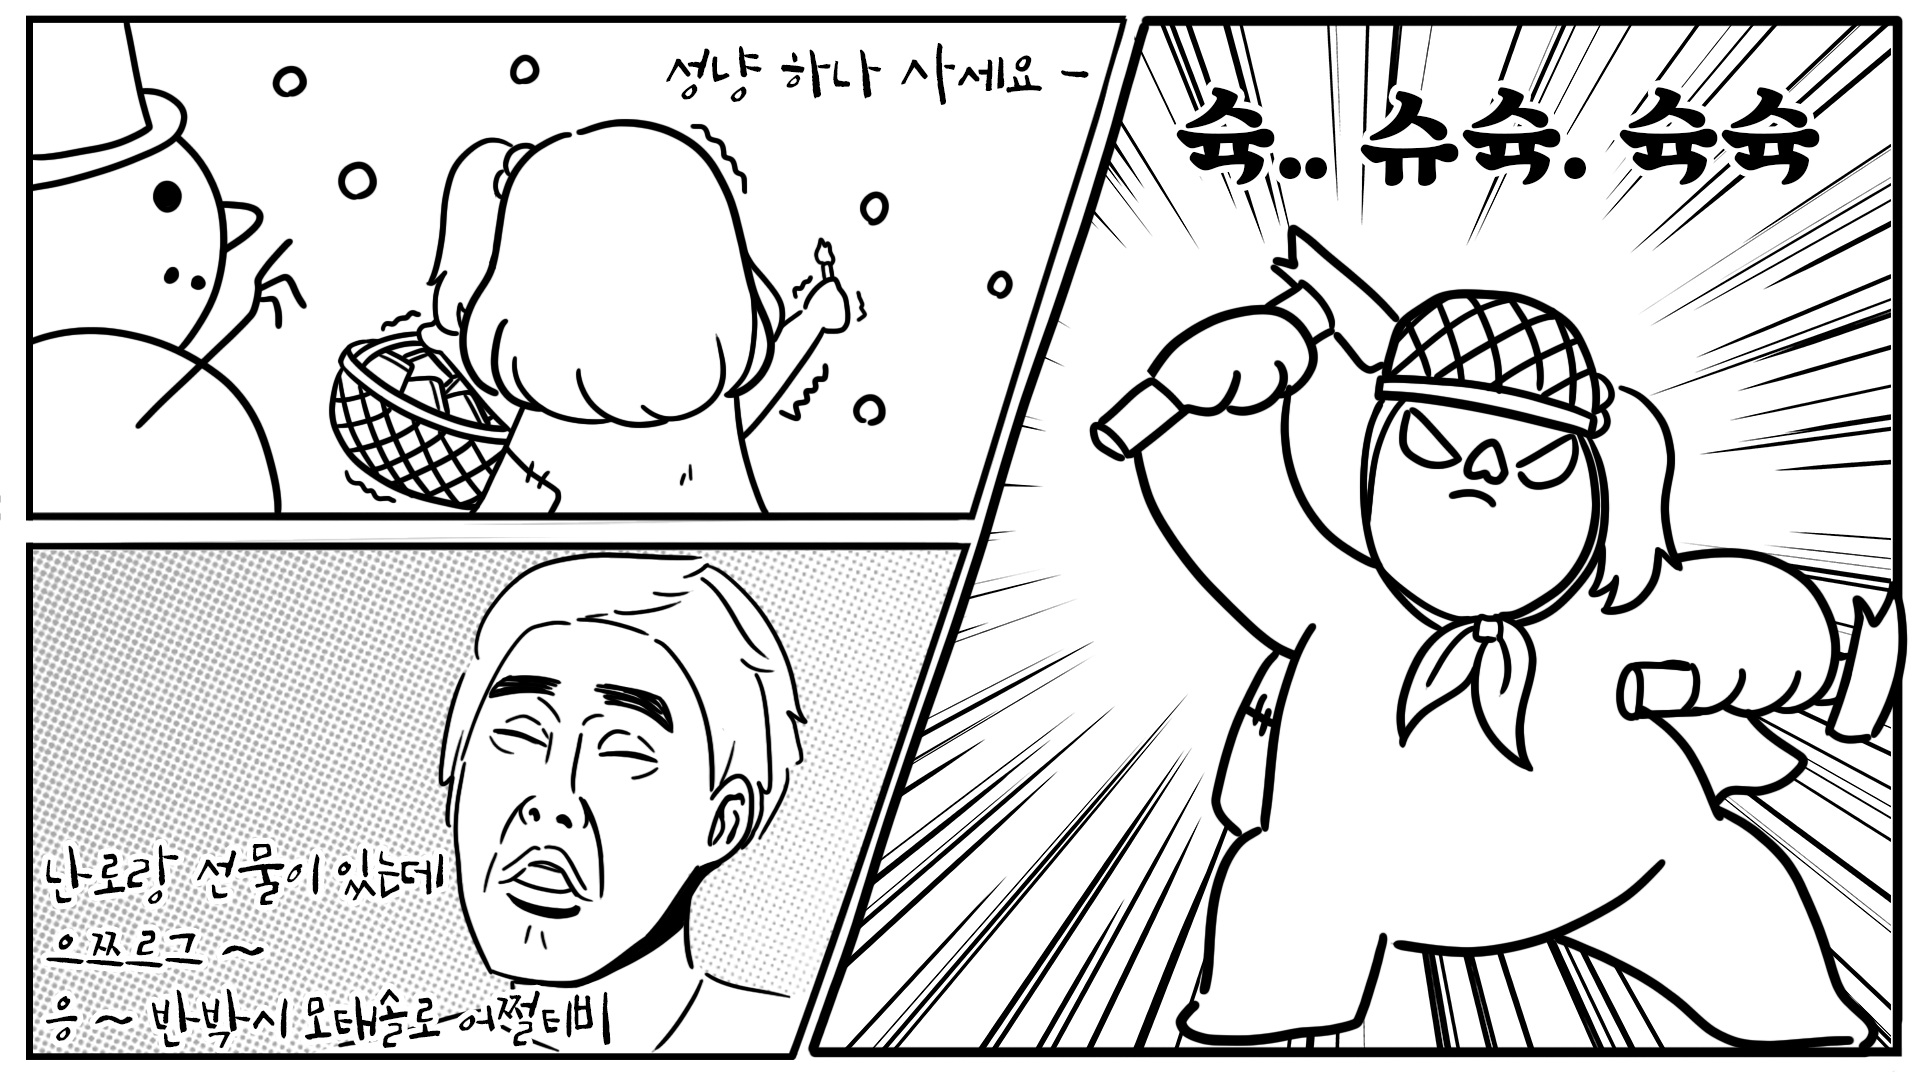 성냥 하나 사세요 -
난로랑 선물이 있는데
으쯔르그 ~
응 ~ 반박시 모태솔로 어쩔티비
슉.. 슈슉. 슉슉